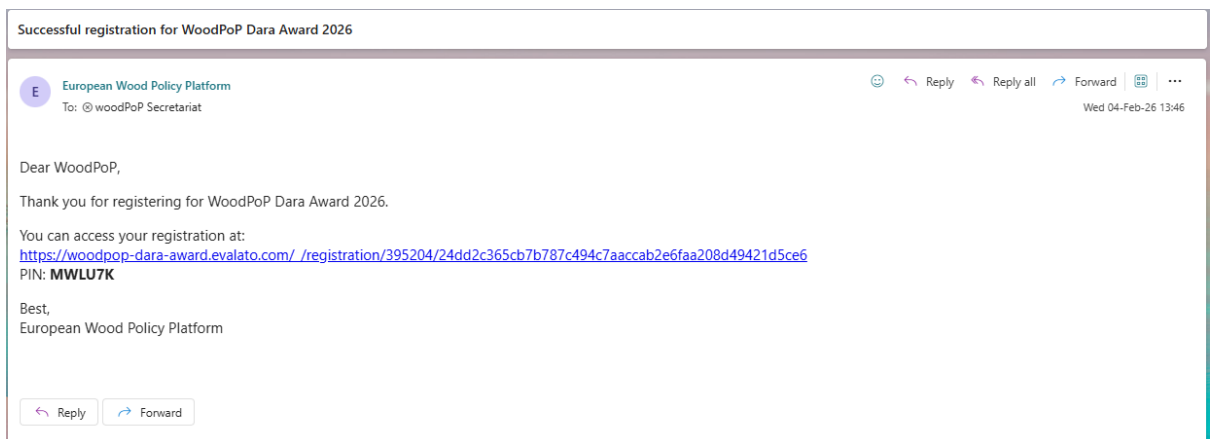 Successful registration for WoodPoP Dara Award 2026
E
European Wood Policy Platform
To: woodPoP Secretariat
Reply
Reply all
Forward
Wed 04-Feb-26 13:46
Dear WoodPoP,
Thank you for registering for WoodPoP Dara Award 2026.
You can access your registration at:
https://woodpop-dara-award.evalato.com/_/registration/395204/24dd2c365cb7b787c494c7aaccab2e6faa208d49421d5ce6
PIN: MWLU7K
Best,
European Wood Policy Platform
Reply
Forward